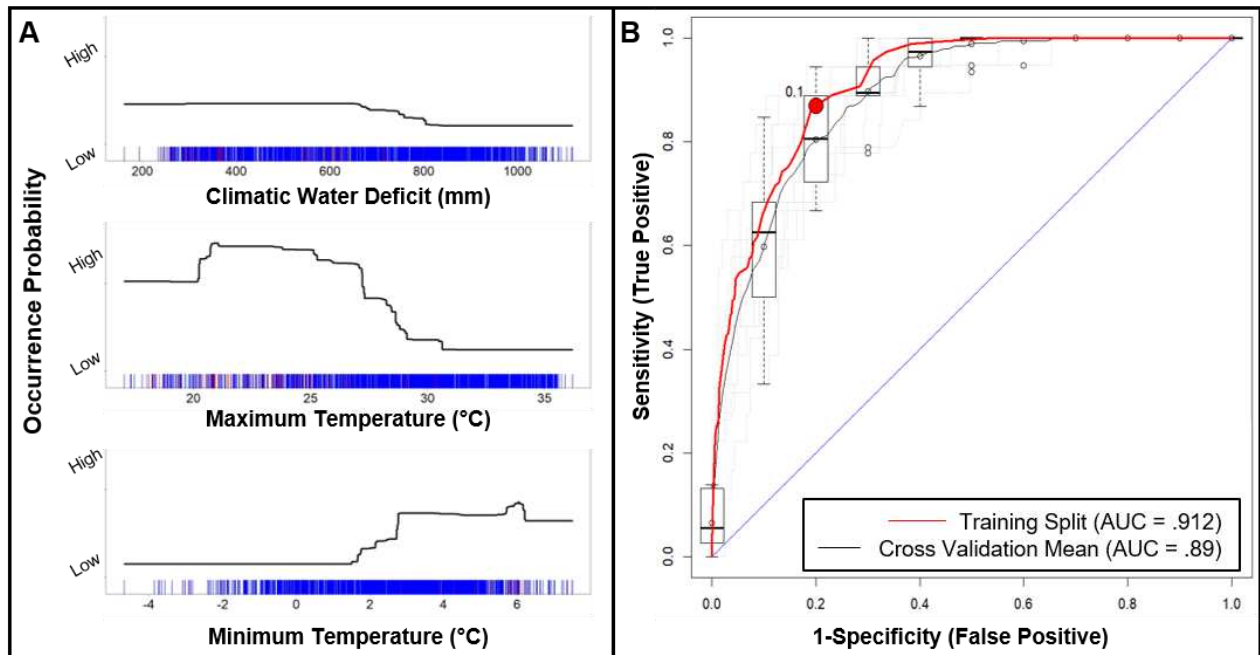 A
Occurrence Probability
High
Low
200 400 600 800 1000
Climatic Water Deficit (mm)
High
Low
20 25 30 35
Maximum Temperature (°C)
High
Low
-4 -2 0 2 4 6
Minimum Temperature (°C)
B
Sensitivity (True Positive)
1.0
0.8
0.6
0.4
0.2
0.0
0.1
Training Split (AUC = .912)
Cross Validation Mean (AUC = .89)
0.0 0.2 0.4 0.6 0.8 1.0
1-Specificity (False Positive)